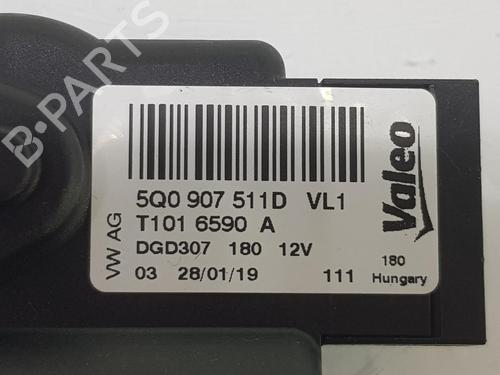 5Q0 907 511D VL1
T101 6590 A
DGD307 180 12V
03 28/01/19 111
VW AG
Valeo
180
Hungary
B-PARTS